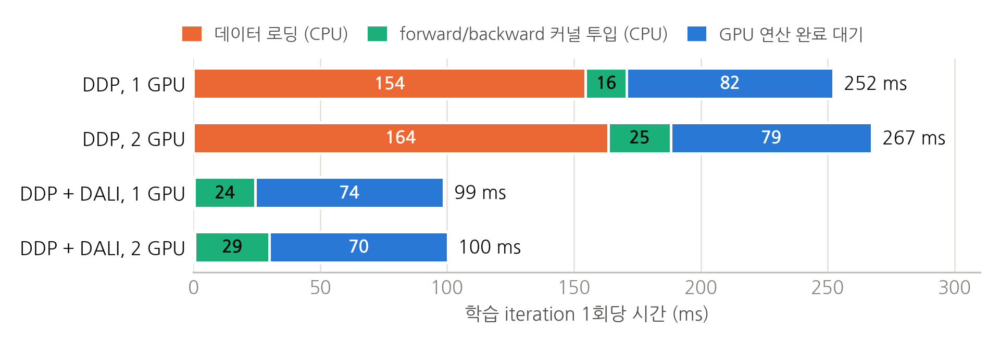 데이터 로딩 (CPU) forward/backward 커널 투입 (CPU) GPU 연산 완료 대기
DDP, 1 GPU 154 16 82 252 ms
DDP, 2 GPU 164 25 79 267 ms
DDP + DALI, 1 GPU 24 74 99 ms
DDP + DALI, 2 GPU 29 70 100 ms
0 50 100 150 200 250 300
학습 iteration 1회당 시간 (ms)